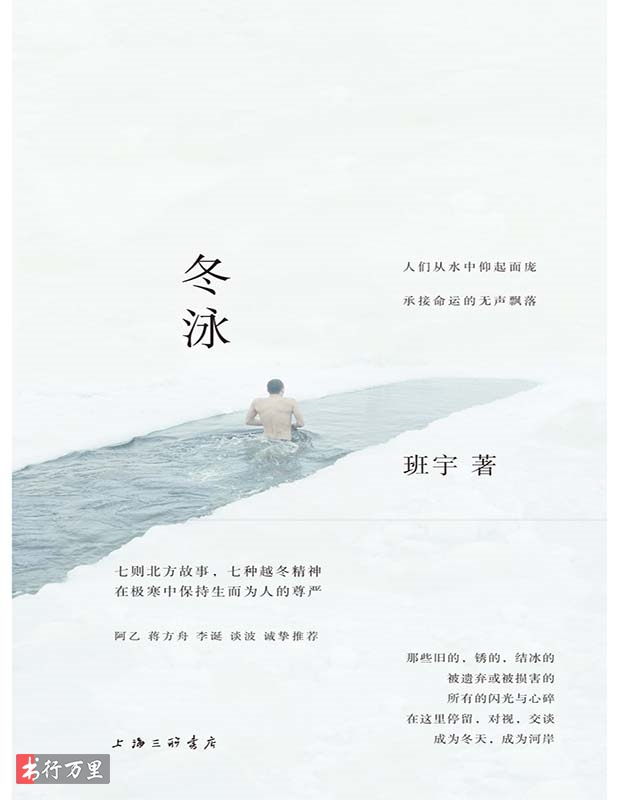 冬泳
人们从水中仰起面庞
承接命运的无声飘落
班宇 著
七则北方故事，七种越冬精神
在极寒中保持生而为人的尊严
阿乙 蒋方舟 李诞 谈波 诚挚推荐
那些旧的，锈的，结冰的
被遗弃或被损害的
所有的闪光与心碎
在这里停留，对视，交谈
成为冬天，成为河岸
上海三联书店
书行万里